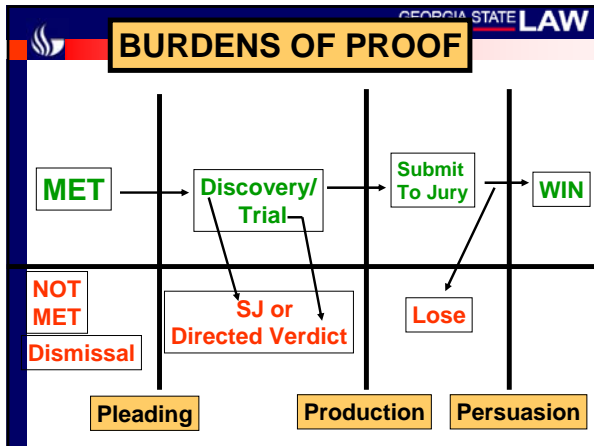 GEORGIA STATE LAW
BURDENS OF PROOF
MET
Discovery/
Trial
Submit
To Jury
WIN
NOT
MET
Dismissal
SJ or
Directed Verdict
Lose
Pleading
Production
Persuasion